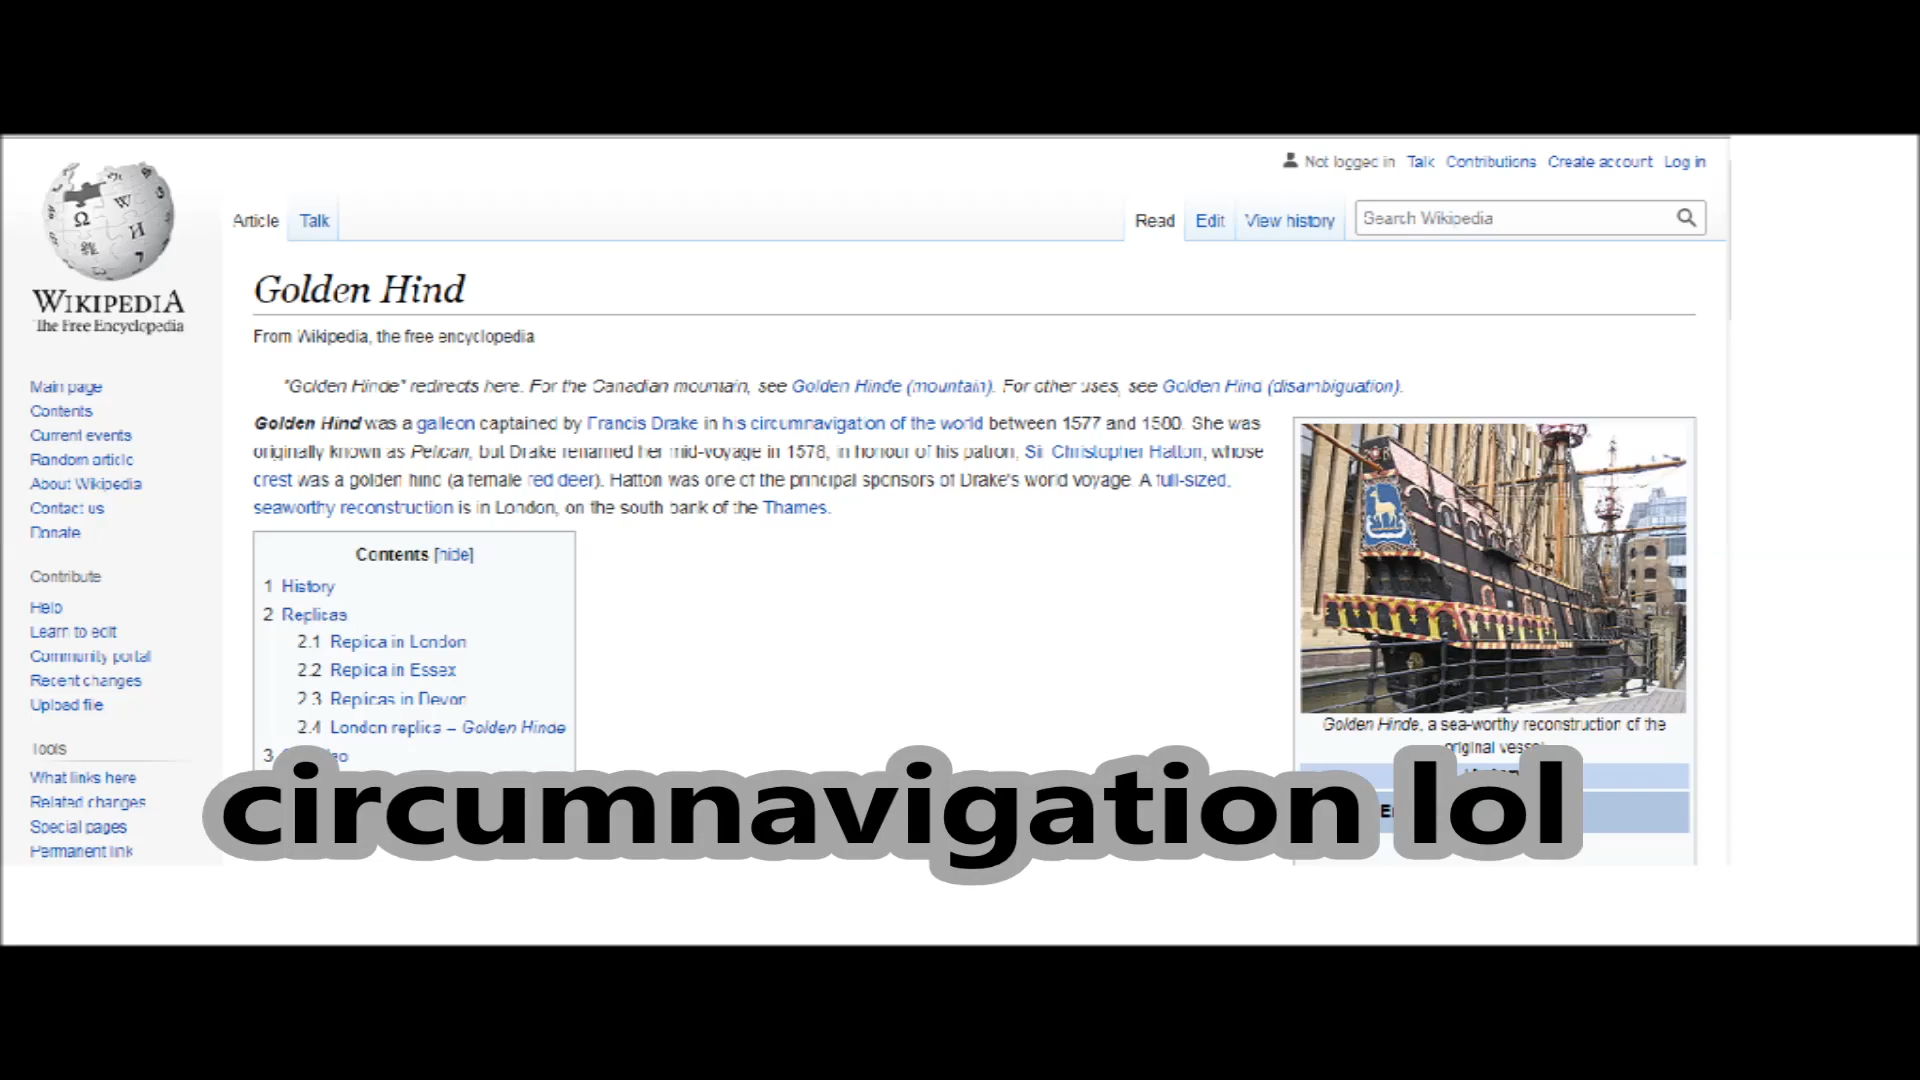 Not logged in Talk Contributions Create account Log in
Article Talk Read Edit View history Search Wikipedia
WIKIPEDIA
The Free Encyclopedia
Golden Hind
From Wikipedia, the free encyclopedia
"Golden Hinde" redirects here. For the Canadian mountain, see Golden Hinde (mountain). For other uses, see Golden Hind (disambiguation).
Golden Hind was a galleon captained by Francis Drake in his circumnavigation of the world between 1577 and 1580. She was
originally known as Pelican, but Drake renamed her mid-voyage in 1578, in honour of his patron, Sir Christopher Hatton, whose
crest was a golden hind (a female red deer). Hatton was one of the principal sponsors of Drake's world voyage. A full-sized,
seaworthy reconstruction is in London, on the south bank of the Thames.
Main page
Contents
Current events
Random article
About Wikipedia
Contact us
Donate
Contribute
Help
Learn to edit
Community portal
Recent changes
Upload file
Tools
What links here
Related changes
Special pages
Permanent link
Contents [hide]
1 History
2 Replicas
2.1 Replica in London
2.2 Replica in Essex
2.3 Replicas in Devon
2.4 London replica – Golden Hinde
3
Golden Hinde, a sea-worthy reconstruction of the
original vessel
circumnavigation lol